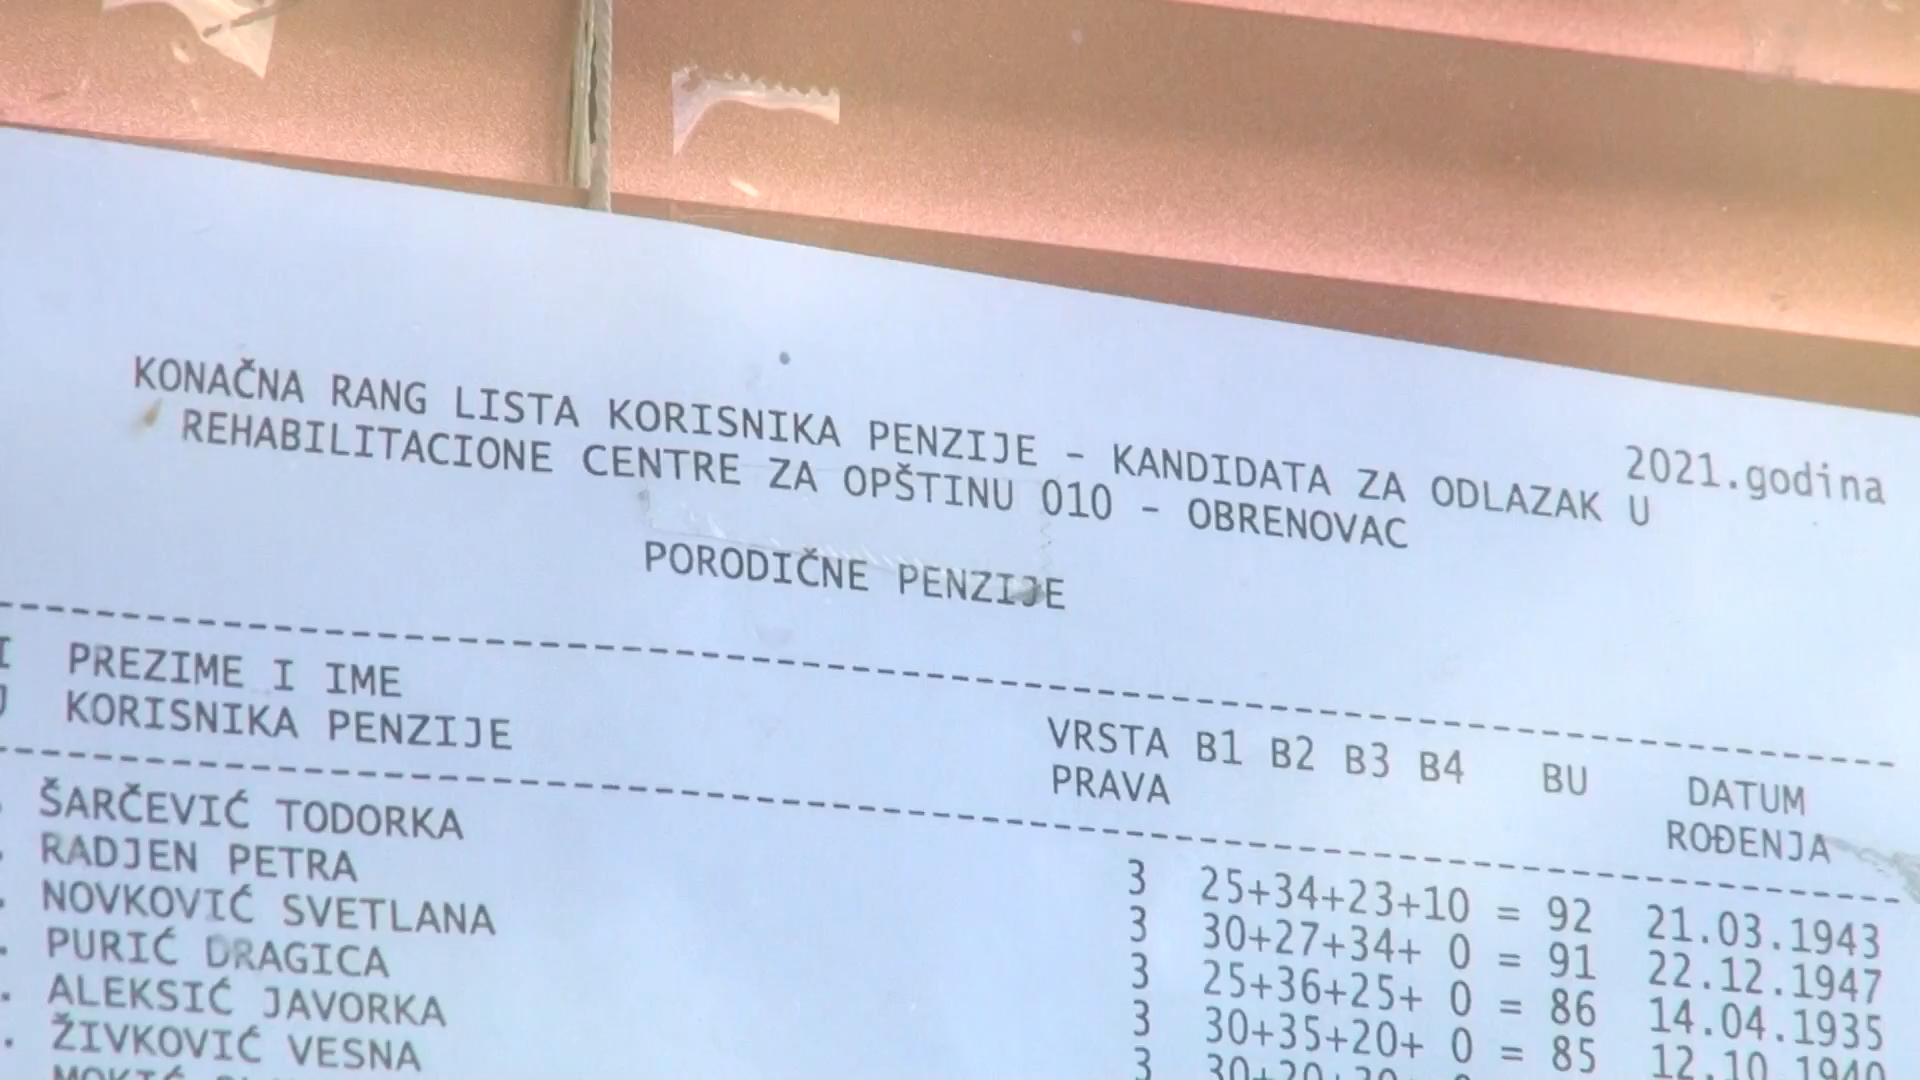 2021.godina
KONAČNA RANG LISTA KORISNIKA PENZIJE - KANDIDATA ZA ODLAZAK U
REHABILITACIONE CENTRE ZA OPŠTINU 010 - OBRENOVAC
PORODIČNE PENZIJE
PREZIME I IME VRSTA B1 B2 B3 B4 BU DATUM
KORISNIKA PENZIJE PRAVA ROĐENJA
ŠARČEVIĆ TODORKA 3 25+34+23+10 = 92 21.03.1943
RADJEN PETRA 3 30+27+34+ 0 = 91 22.12.1947
NOVKOVIĆ SVETLANA 3 25+36+25+ 0 = 86 14.04.1935
PURIĆ DRAGICA 3 30+35+20+ 0 = 85 12.10.1940
ALEKSIĆ JAVORKA 3
ŽIVKOVIĆ VESNA